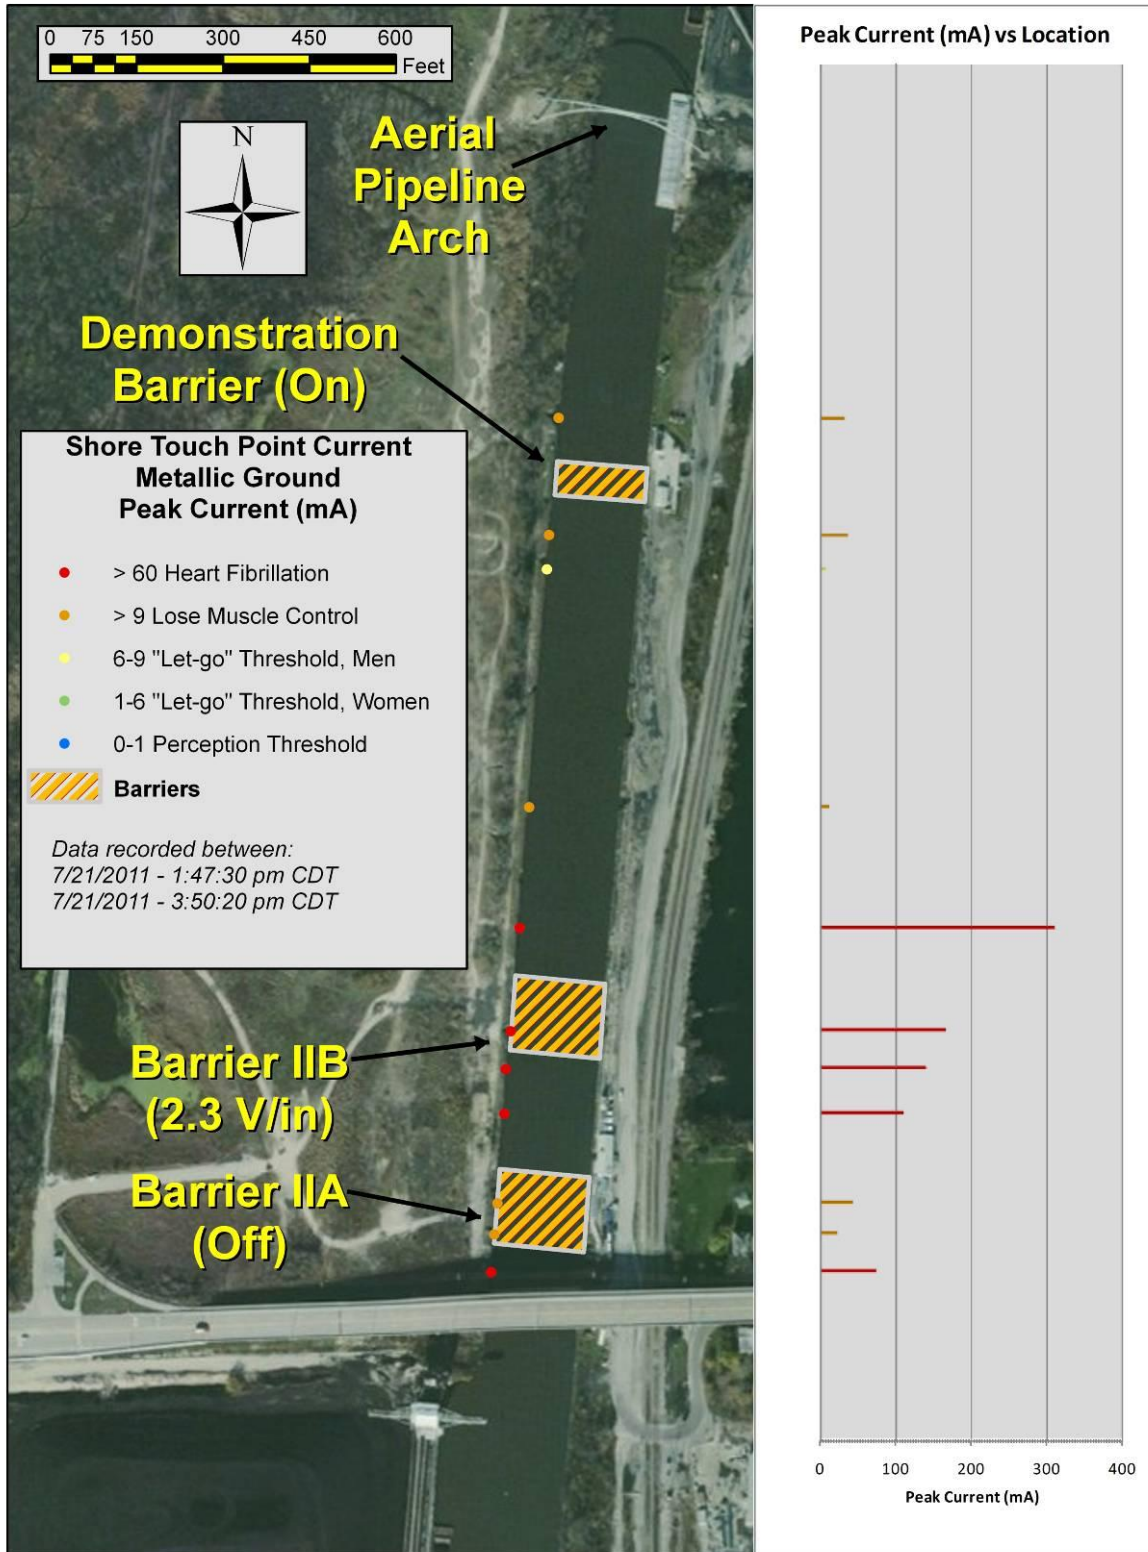 0 75 150 300 450 600
Feet
N
Aerial
Pipeline
Arch
Demonstration
Barrier (On)
Shore Touch Point Current
Metallic Ground
Peak Current (mA)
> 60 Heart Fibrillation
> 9 Lose Muscle Control
6-9 "Let-go" Threshold, Men
1-6 "Let-go" Threshold, Women
0-1 Perception Threshold
Barriers
Data recorded between:
7/21/2011 - 1:47:30 pm CDT
7/21/2011 - 3:50:20 pm CDT
Barrier IIB
(2.3 V/in)
Barrier IIA
(Off)
Peak Current (mA) vs Location
0 100 200 300 400
Peak Current (mA)